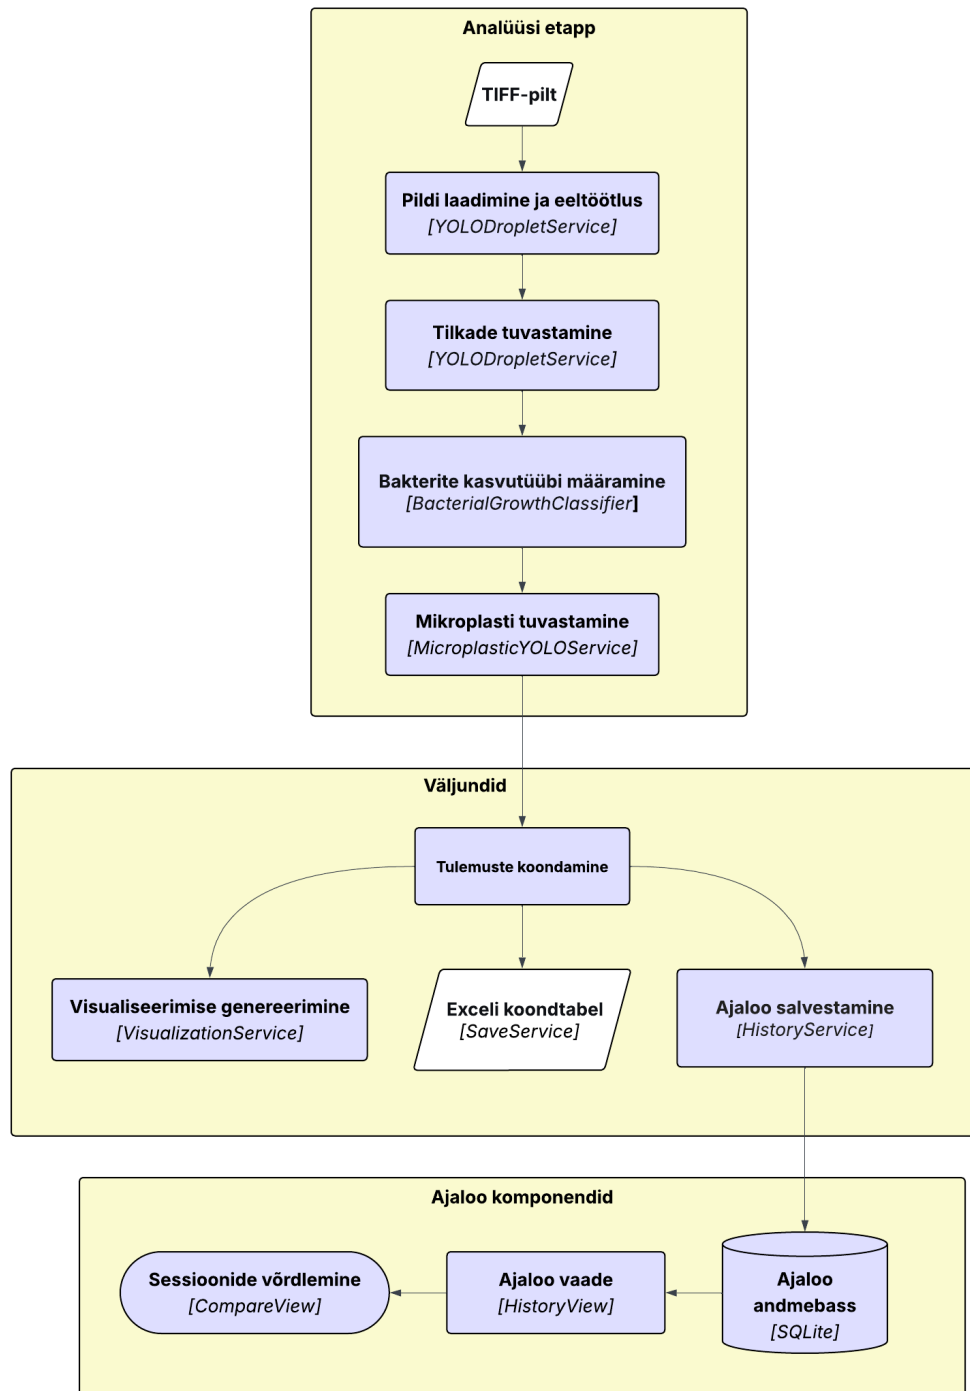 Analüüsi etapp
TIFF-pilt
Pildi laadimine ja eeltöötlus
[YOLODropletService]
Tilkade tuvastamine
[YOLODropletService]
Bakterite kasvutüübi määramine
[BacterialGrowthClassifier]
Mikroplasti tuvastamine
[MicroplasticYOLOService]
Väljundid
Tulemuste koondamine
Visualiseerimise genereerimine
[VisualizationService]
Exceli koondtabel
[SaveService]
Ajaloo salvestamine
[HistoryService]
Ajaloo komponendid
Sessioonide võrdlemine
[CompareView]
Ajaloo vaade
[HistoryView]
Ajaloo
andmebass
[SQLite]